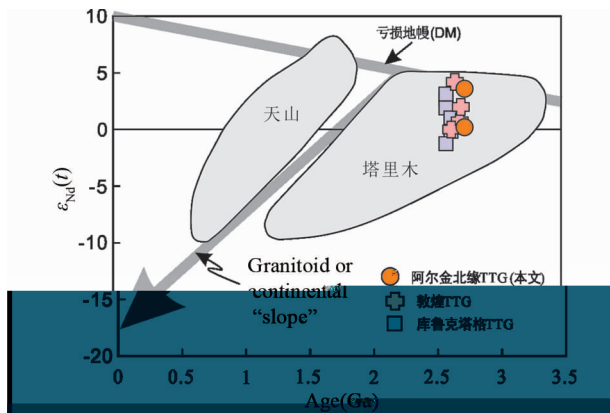 10
5
0
-5
-10
-15
-20
εNd(t)
亏损地幔(DM)
天山
塔里木
Granitoid or
continental
“slope”
阿尔金北缘TTG(本文)
敦煌TTG
库鲁克塔格TTG
0 0.5 1 1.5 2 2.5 3 3.5
Age(Ga)